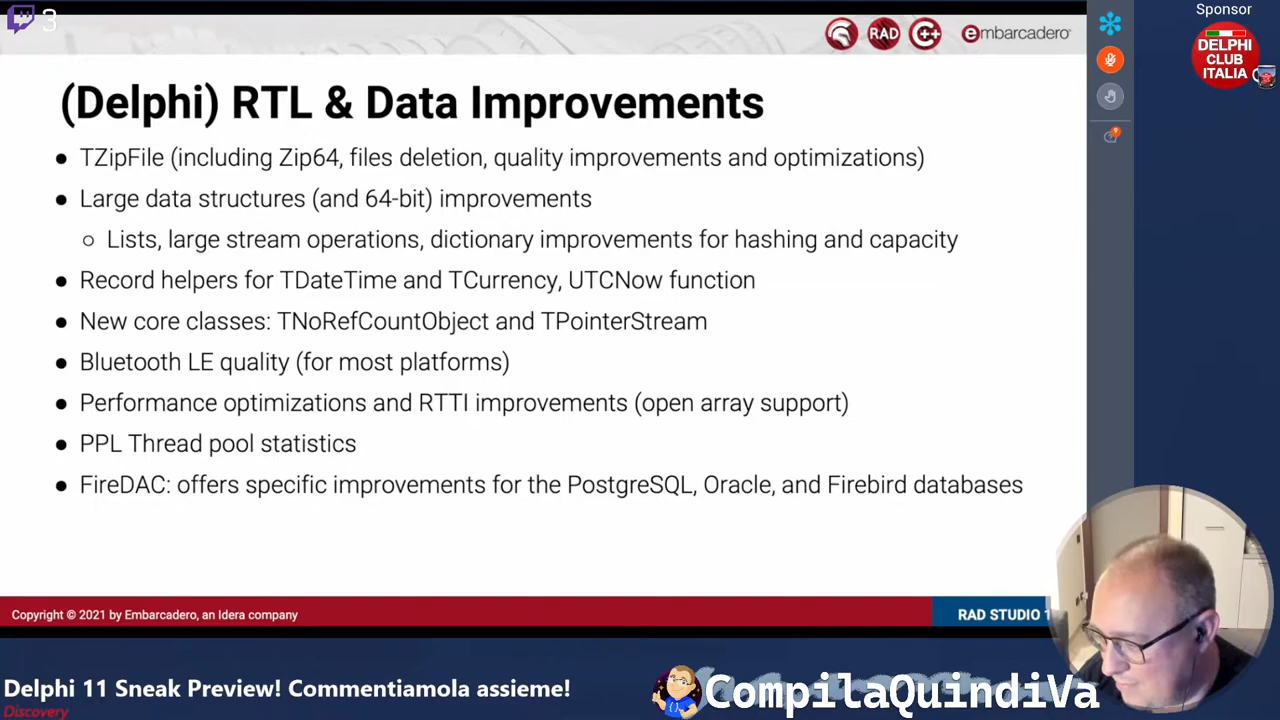 3
RAD
embarcadero
Sponsor
DELPHI
CLUB
ITALIA
(Delphi) RTL & Data Improvements
● TZipFile (including Zip64, files deletion, quality improvements and optimizations)
● Large data structures (and 64-bit) improvements
○ Lists, large stream operations, dictionary improvements for hashing and capacity
● Record helpers for TDateTime and TCurrency, UTCNow function
● New core classes: TNoRefCountObject and TPointerStream
● Bluetooth LE quality (for most platforms)
● Performance optimizations and RTTI improvements (open array support)
● PPL Thread pool statistics
● FireDAC: offers specific improvements for the PostgreSQL, Oracle, and Firebird databases
Copyright © 2021 by Embarcadero, an Idera company
RAD STUDIO 1
Delphi 11 Sneak Preview! Commentiamola assieme!
Discovery
{ }
CompilaQuindiVa